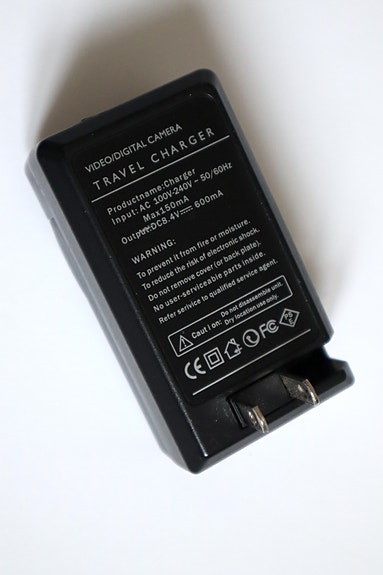 VIDEO/DIGITAL CAMERA
TRAVEL CHARGER
Productname:Charger
Input: AC 100V-240V ~ 50/60Hz
Max150mA
Output:DC8.4V⎓600mA
WARNING:
To prevent it from fire or moisture.
To reduce the risk of electronic shock.
Do not remove cover (or back plate).
No user-serviceable parts inside.
Refer serivice to qualified service agent.
Caution: Do not disassemble unit.
Dry location use only.
CE FC PSE